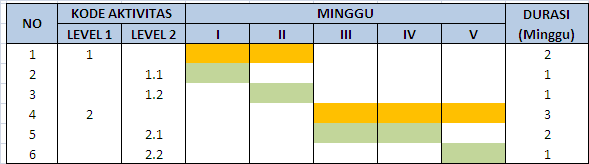 NO KODE AKTIVITAS MINGGU DURASI (Minggu)
LEVEL 1 LEVEL 2 I II III IV V
1 1 2
2 1.1 1
3 1.2 1
4 2 3
5 2.1 2
6 2.2 1